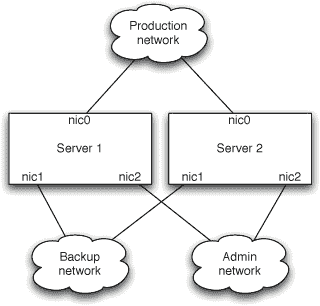 Production
network
nic0
nic0
Server 1
Server 2
nic1
nic2
nic1
nic2
Backup
network
Admin
network